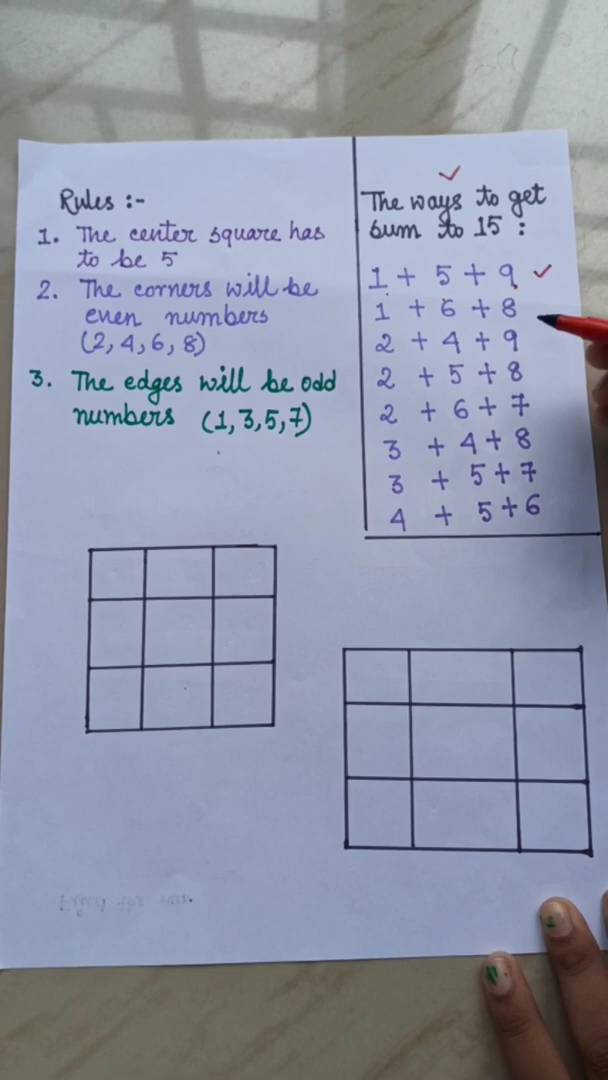 Rules :-
1. The center square has
to be 5
2. The corners will be
even numbers
(2, 4, 6, 8)
3. The edges will be odd
numbers (1, 3, 5, 7)
The ways to get
sum to 15 :
1 + 5 + 9
1 + 6 + 8
2 + 4 + 9
2 + 5 + 8
2 + 6 + 7
3 + 4 + 8
3 + 5 + 7
4 + 5 + 6